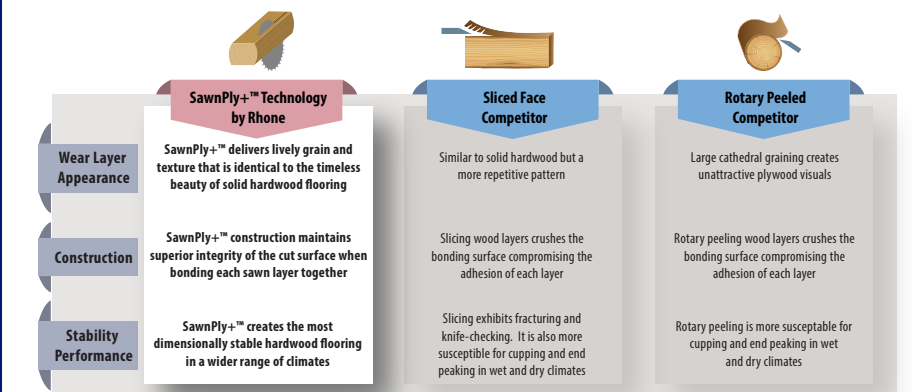 SawnPly+™ Technology
by Rhone
Sliced Face
Competitor
Rotary Peeled
Competitor
Wear Layer
Appearance
SawnPly+™ delivers lively grain and
texture that is identical to the timeless
beauty of solid hardwood flooring
Similar to solid hardwood but a
more repetitive pattern
Large cathedral graining creates
unattractive plywood visuals
Construction
SawnPly+™ construction maintains
superior integrity of the cut surface when
bonding each sawn layer together
Slicing wood layers crushes the
bonding surface compromising the
adhesion of each layer
Rotary peeling wood layers crushes the
bonding surface compromising the
adhesion of each layer
Stability
Performance
SawnPly+™ creates the most
dimensionally stable hardwood flooring
in a wider range of climates
Slicing exhibits fracturing and
knife-checking. It is also more
susceptible for cupping and end
peaking in wet and dry climates
Rotary peeling is more susceptable for
cupping and end peaking in wet
and dry climates